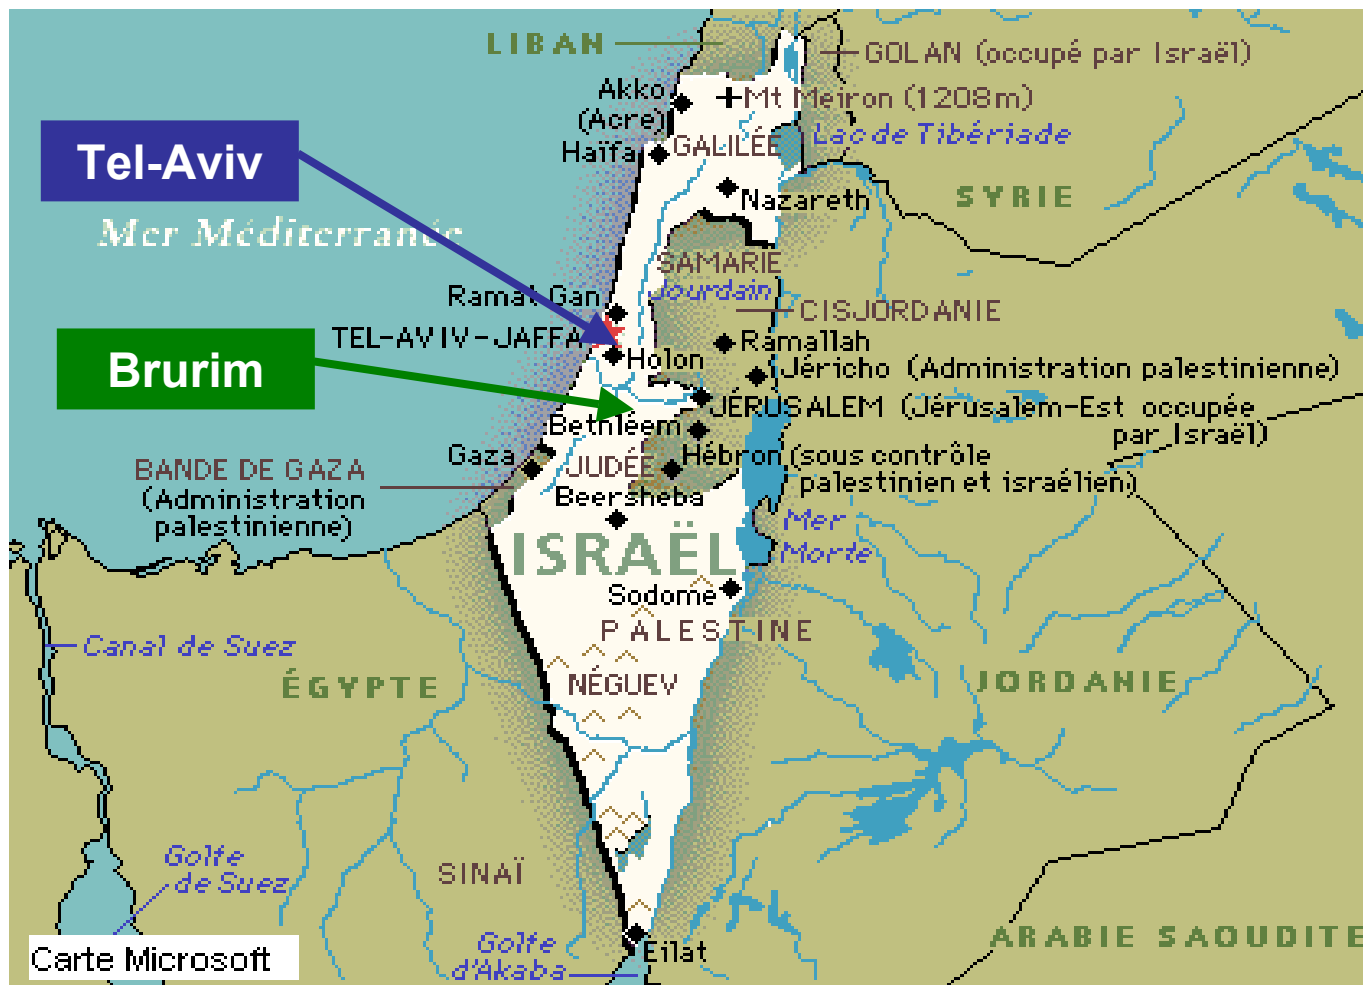 LIBAN
GOLAN (occupé par Israël)
Akko
(Acre)
Mt Meiron (1208m)
Lac de Tibériade
Tel-Aviv
Haïfa
GALILÉE
Nazareth
SYRIE
Mer Méditerranée
SAMARIE
Jourdain
Ramat Gan
CISJORDANIE
TEL-AVIV-JAFFA
Ramallah
Holon
Brurim
Jéricho (Administration palestinienne)
JÉRUSALEM (Jérusalem-Est occupée
par Israël)
Bethléem
Gaza
JUDÉE
Hébron (sous contrôle
palestinien et israélien)
BANDE DE GAZA
(Administration
palestinienne)
Beersheba
Mer
Morte
ISRAËL
Sodome
PALESTINE
Canal de Suez
ÉGYPTE
NÉGUEV
JORDANIE
Golfe
de Suez
SINAÏ
ARABIE SAOUDITE
Carte Microsoft
Golfe
d'Akaba
Eilat